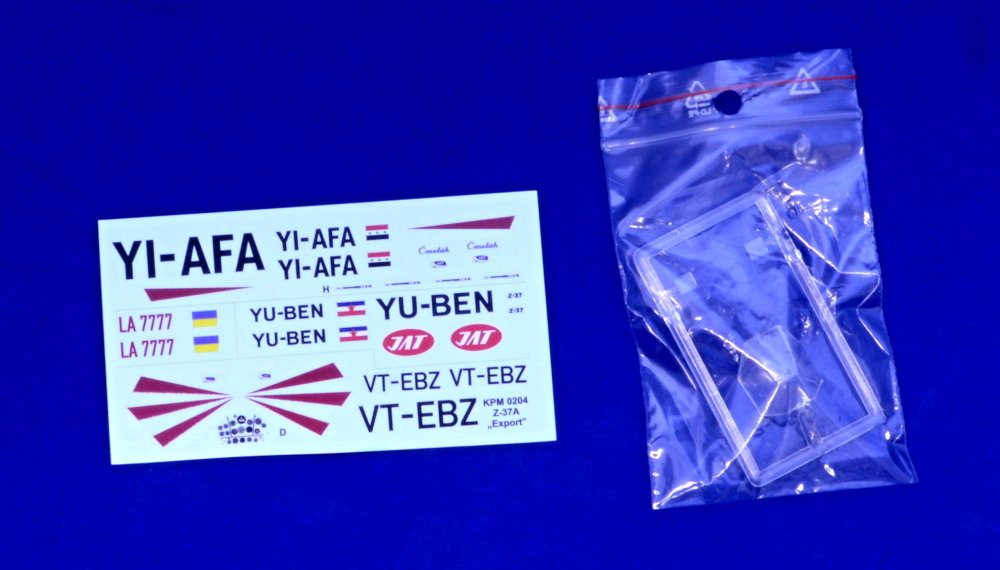 YI-AFA
YI-AFA
YI-AFA
Čmelák
Čmelák
H
LA 7777
LA 7777
YU-BEN
YU-BEN
YU-BEN
Z-37
Z-37
JAT
JAT
VT-EBZ
VT-EBZ
VT-EBZ
KPM 0204
Z-37A
„Export"
D